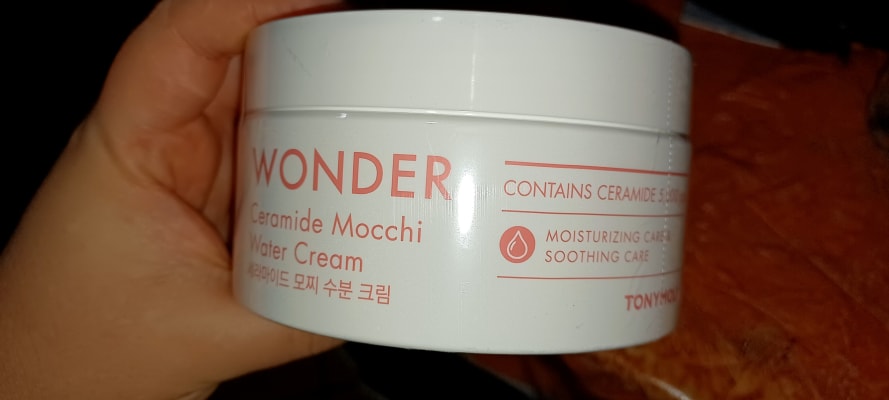 WONDER
Ceramide Mocchi
Water Cream
세라마이드 모찌 수분 크림
CONTAINS CERAMIDE
MOISTURIZING CARE &
SOOTHING CARE